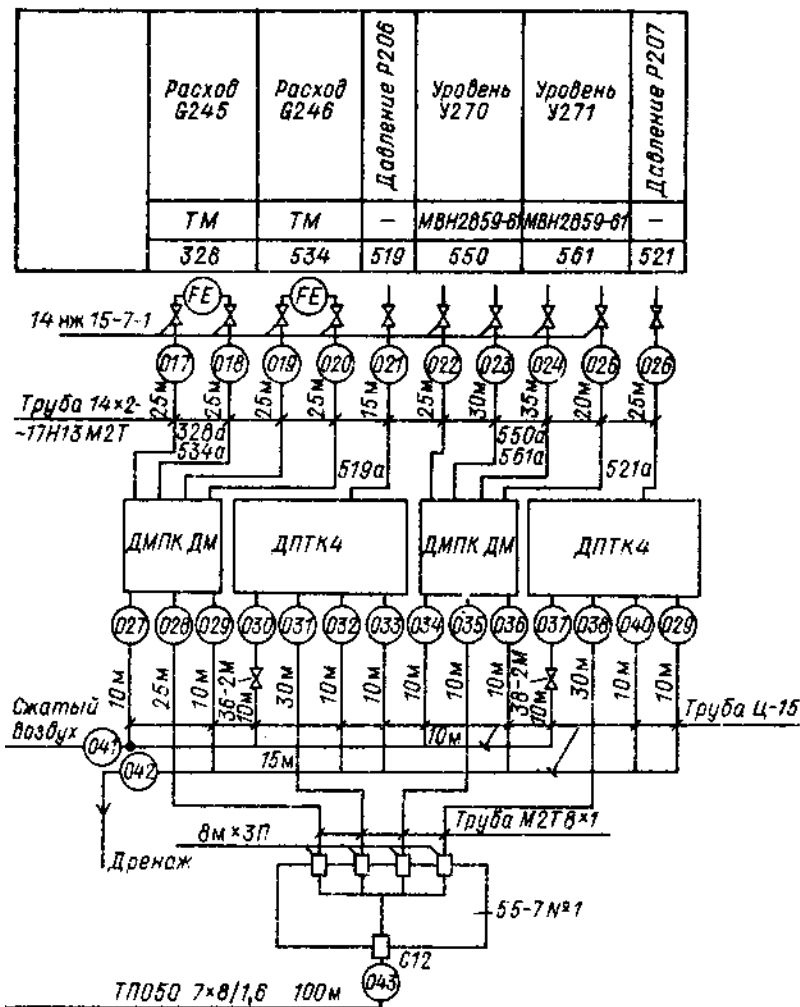 Расход G245
Расход G246
Давление Р206
Уровень У270
Уровень У271
Давление Р207
ТМ ТМ – МВН2859-61 МВН2859-61 –
328 534 519 550 561 521
FE FE
14 нж 15-7-1
017 018 019 020 021 022 023 024 025 026
25м 25м 25м 25м 15м 25м 30м 35м 20м 25м
Труба 14×2-
~17Н13М2Т
328а
534а
519а
550а
561а
521а
ДМПК ДМ ДПТК4 ДМПК ДМ ДПТК4
027 028 029 030 031 032 033 034 035 036 037 038 040 029
10м 25м 10м 36-2М 10м 30м 10м 10м 10м 10м 10м 38-2М 10м 30м 10м 10м
Сжатый
воздух
Труба Ц-15
041
10м
042
15м
Дренаж
8м×3П
Труба М2Т8×1
55-7№1
С12
043
ТП050 7×8/1,6 100м